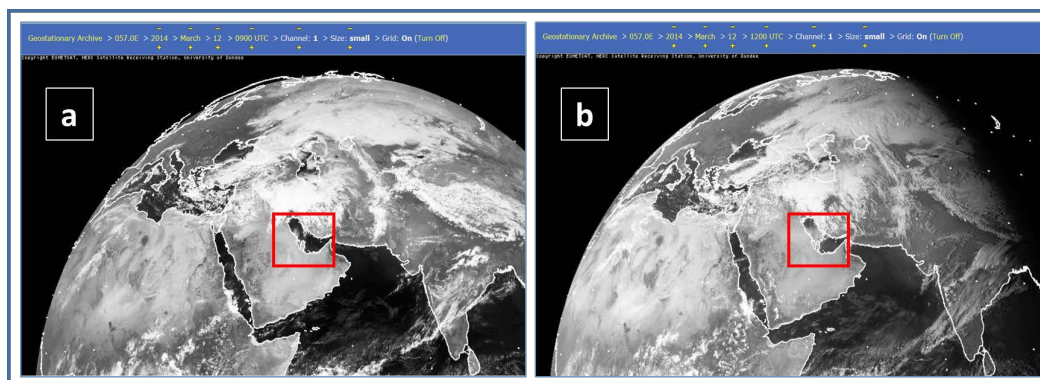 Geostationary Archive > 057.0E > 2014 > March > 12 > 0900 UTC > Channel: 1 > Size: small > Grid: On (Turn Off)
Copyright EUMETSAT, NERC Satellite Receiving Station, University of Dundee
a
Geostationary Archive > 057.0E > 2014 > March > 12 > 1200 UTC > Channel: 1 > Size: small > Grid: On (Turn Off)
Copyright EUMETSAT, NERC Satellite Receiving Station, University of Dundee
b